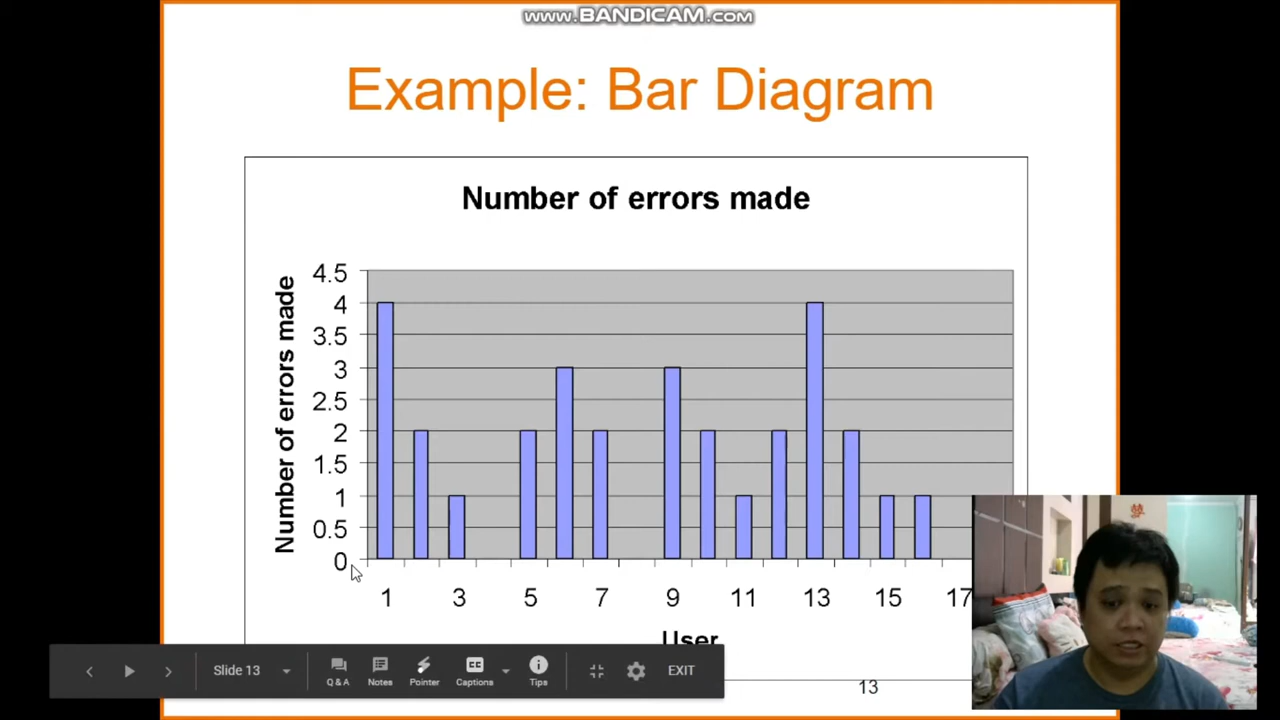 www.BANDICAM.com
Example: Bar Diagram
Number of errors made
Number of errors made
4.5
4
3.5
3
2.5
2
1.5
1
0.5
0
1 3 5 7 9 11 13 15 17
User
Slide 13 Q & A Notes Pointer CC Captions Tips EXIT
13